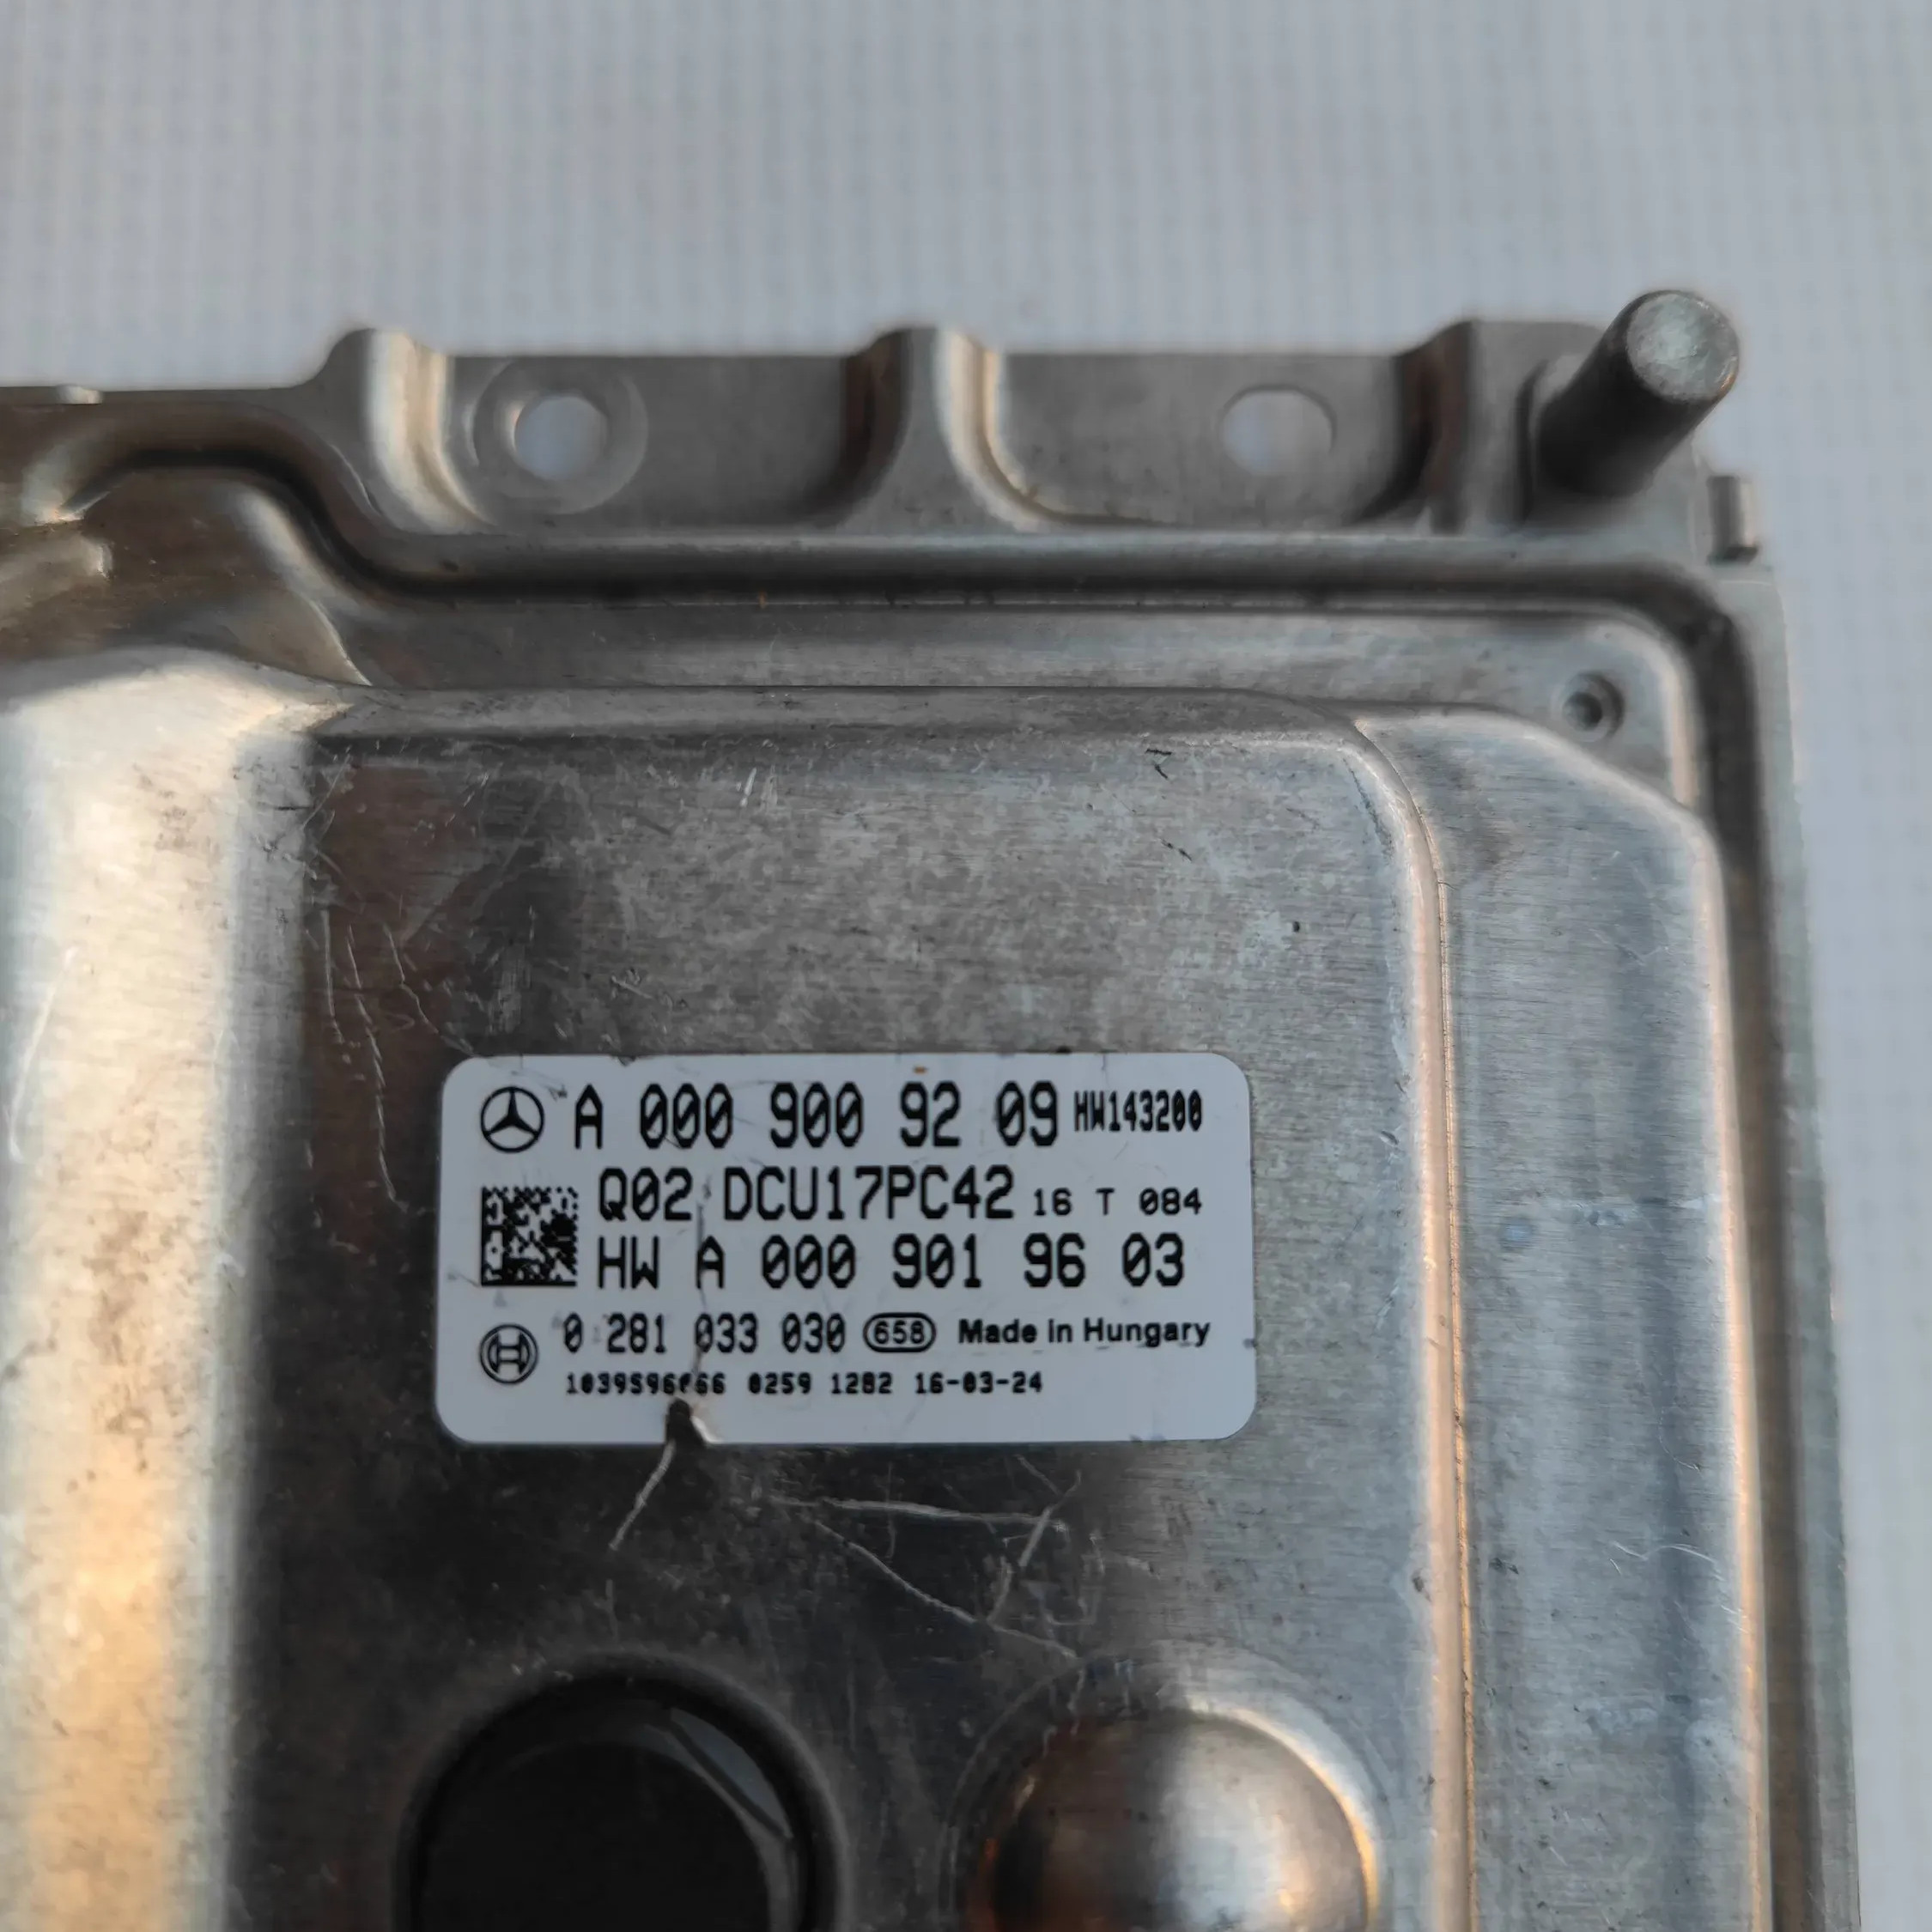 A 000 900 92 09 HW143200
Q02 DCU17PC42 16 T 084
HW A 000 901 96 03
0 281 033 030 658 Made in Hungary
0259 1282 16-03-24